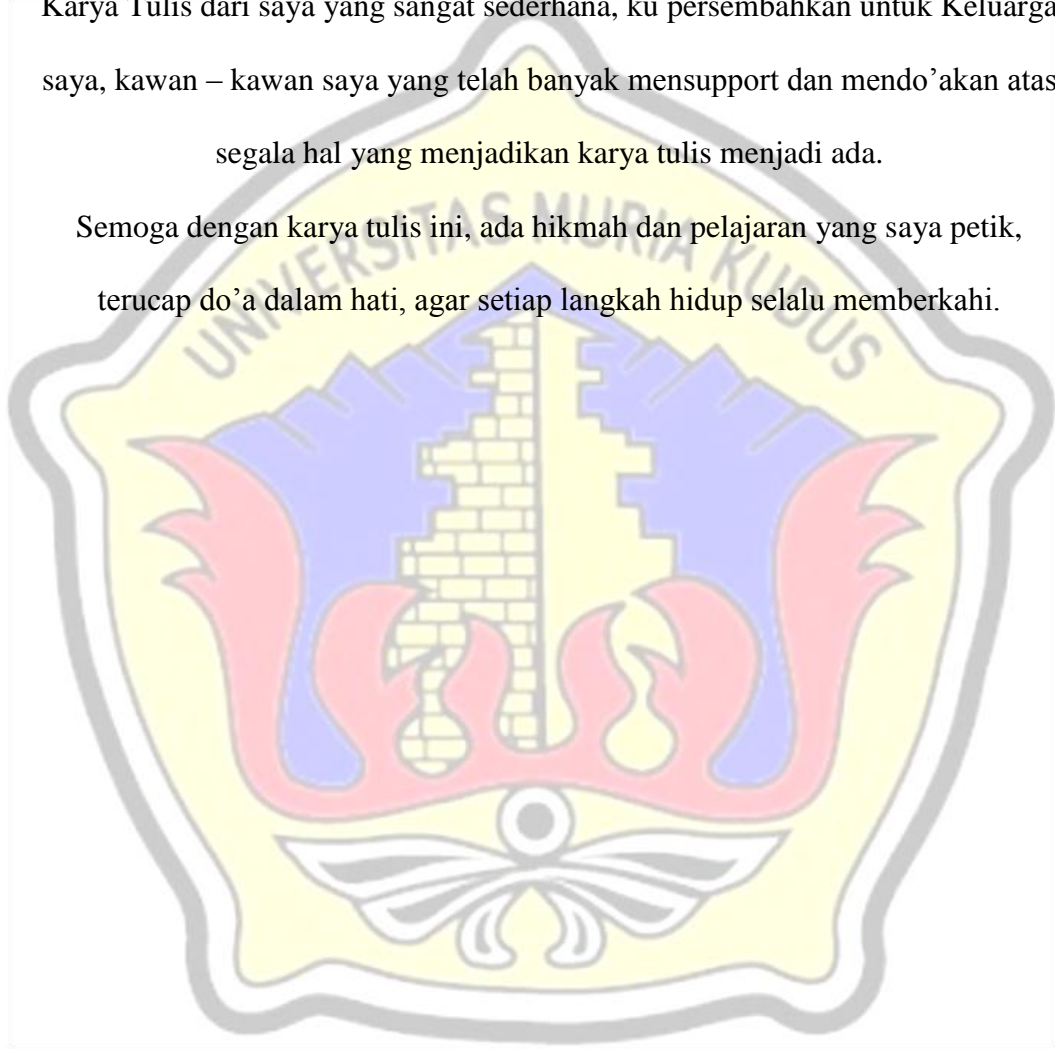 Karya Tulis dari saya yang sangat sederhana, ku persembahkan untuk Keluarga
saya, kawan – kawan saya yang telah banyak mensupport dan mendo’akan atas
segala hal yang menjadikan karya tulis menjadi ada.
Semoga dengan karya tulis ini, ada hikmah dan pelajaran yang saya petik,
terucap do’a dalam hati, agar setiap langkah hidup selalu memberkahi.
UNIVERSITAS MURIA KUDUS